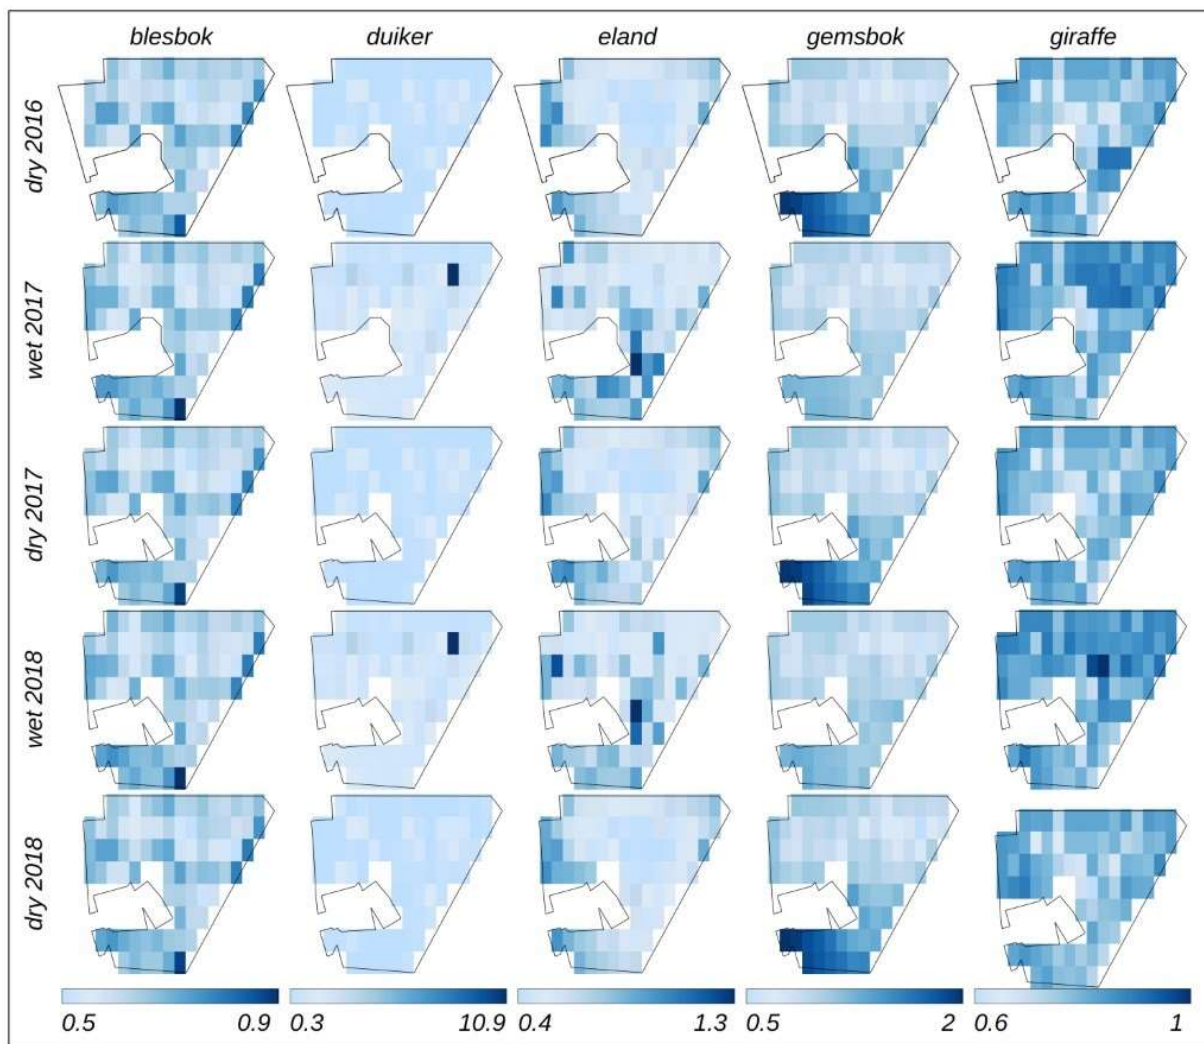 blesbok duiker eland gemsbok giraffe
dry 2016
wet 2017
dry 2017
wet 2018
dry 2018
0.5 0.9 0.3 10.9 0.4 1.3 0.5 2 0.6 1